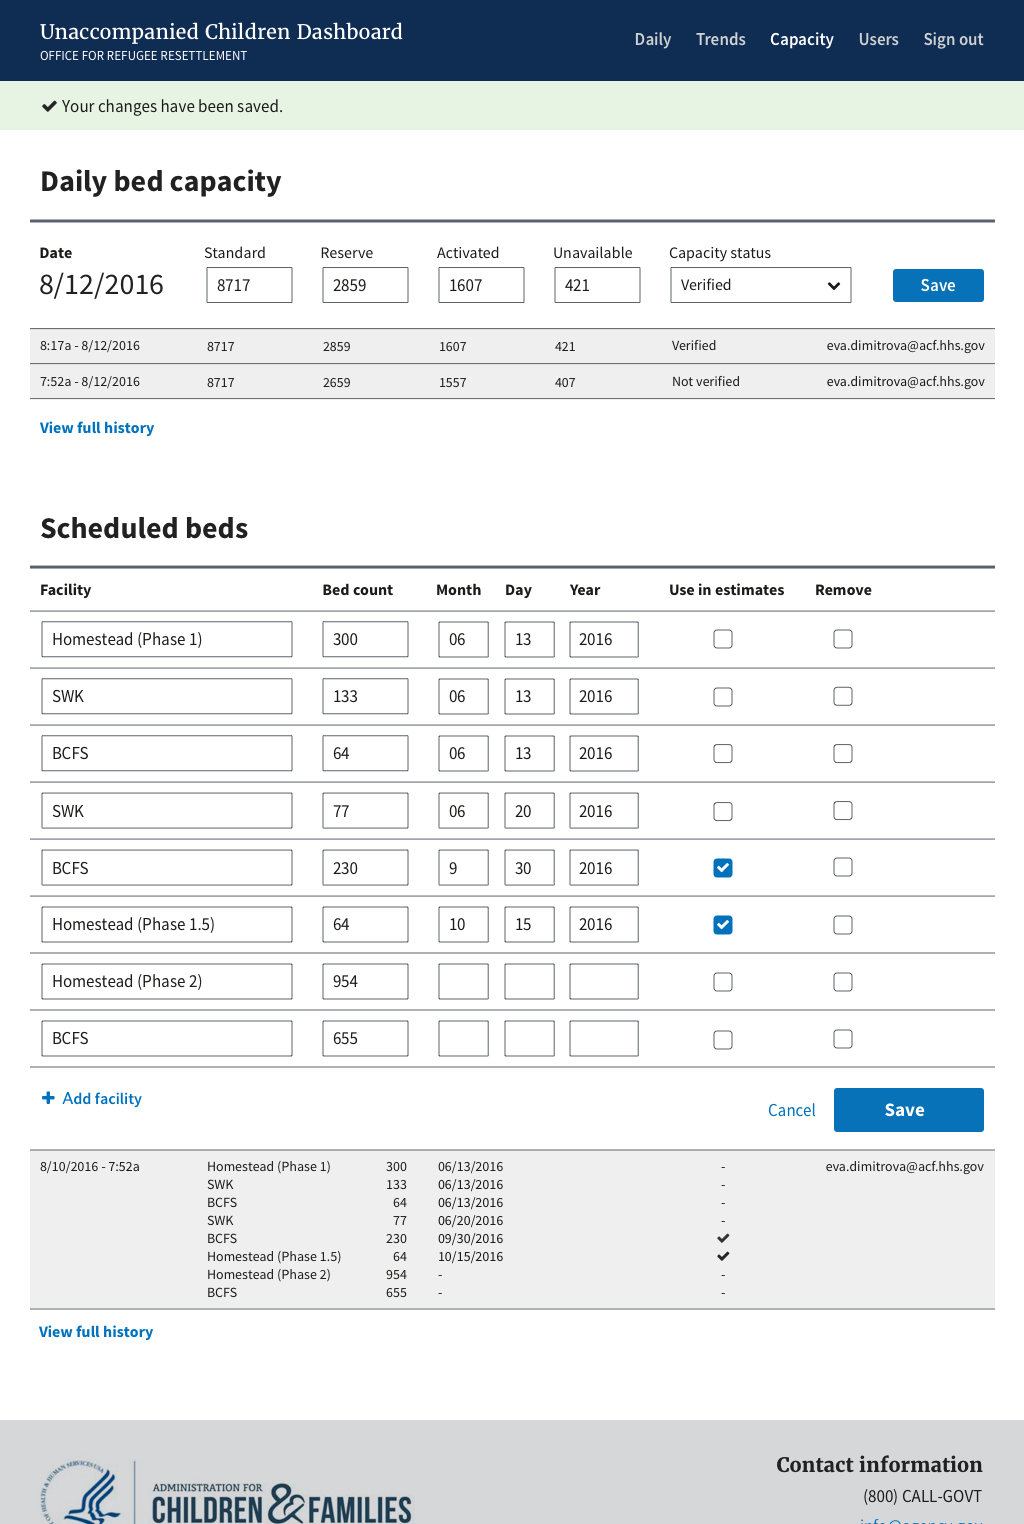 Unaccompanied Children Dashboard
OFFICE FOR REFUGEE RESETTLEMENT
Daily Trends Capacity Users Sign out
Your changes have been saved.
Daily bed capacity
Date Standard Reserve Activated Unavailable Capacity status
8/12/2016 8717 2859 1607 421 Verified Save
8:17a - 8/12/2016 8717 2859 1607 421 Verified eva.dimitrova@acf.hhs.gov
7:52a - 8/12/2016 8717 2659 1557 407 Not verified eva.dimitrova@acf.hhs.gov
View full history
Scheduled beds
Facility Bed count Month Day Year Use in estimates Remove
Homestead (Phase 1) 300 06 13 2016
SWK 133 06 13 2016
BCFS 64 06 13 2016
SWK 77 06 20 2016
BCFS 230 9 30 2016
Homestead (Phase 1.5) 64 10 15 2016
Homestead (Phase 2) 954
BCFS 655
Add facility
Cancel Save
8/10/2016 - 7:52a Homestead (Phase 1) 300 06/13/2016 - eva.dimitrova@acf.hhs.gov
SWK 133 06/13/2016 -
BCFS 64 06/13/2016 -
SWK 77 06/20/2016 -
BCFS 230 09/30/2016
Homestead (Phase 1.5) 64 10/15/2016
Homestead (Phase 2) 954 - -
BCFS 655 - -
View full history
Contact information
(800) CALL-GOVT
ADMINISTRATION FOR
CHILDREN & FAMILIES